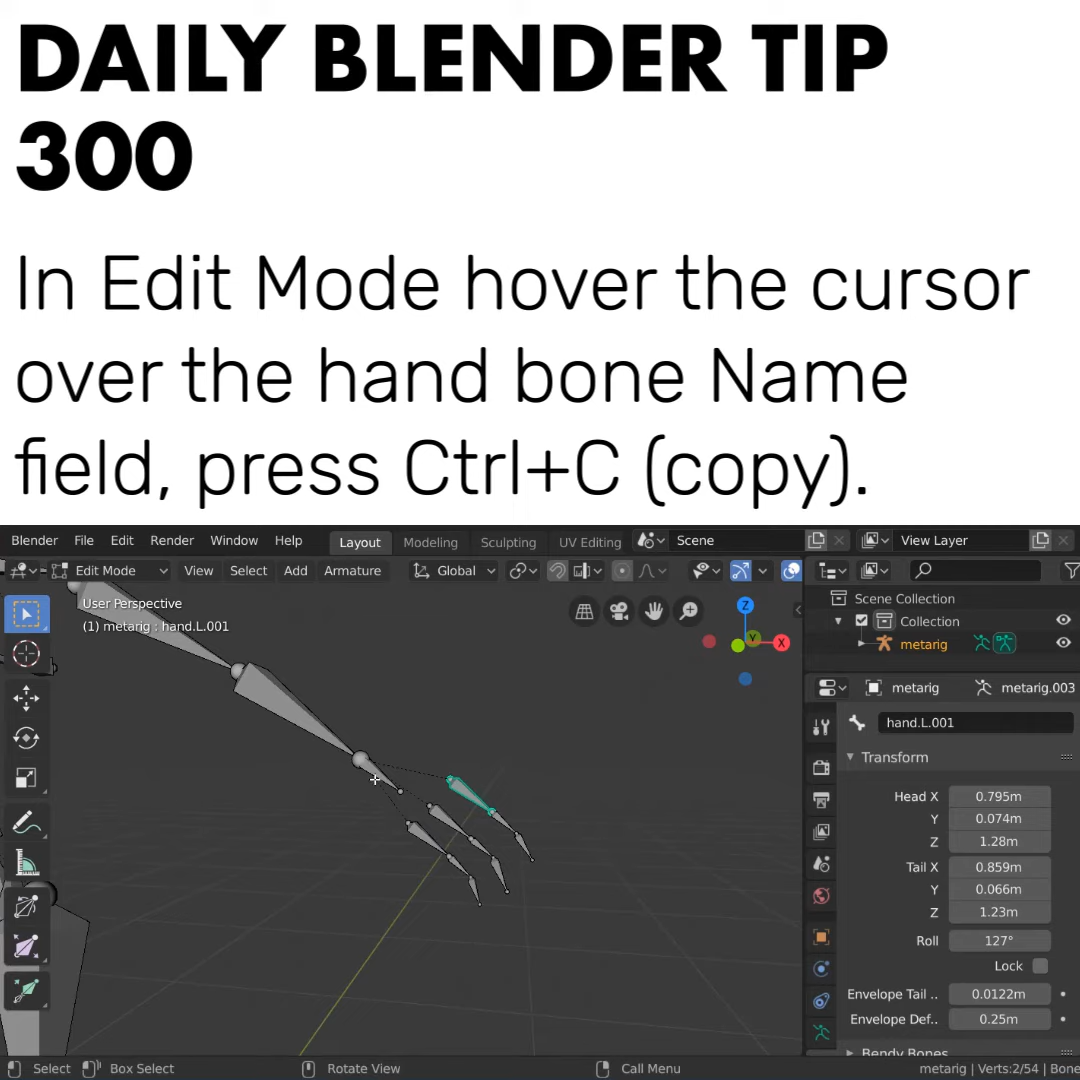 DAILY BLENDER TIP
300
In Edit Mode hover the cursor
over the hand bone Name
field, press Ctrl+C (copy).
Blender File Edit Render Window Help Layout Modeling Sculpting UV Editing Scene View Layer
Edit Mode View Select Add Armature Global
User Perspective
(1) metarig : hand.L.001
Z
Y
X
Scene Collection
Collection
metarig
metarig metarig.003
hand.L.001
Transform
Head X 0.795m
Y 0.074m
Z 1.28m
Tail X 0.859m
Y 0.066m
Z 1.23m
Roll 127°
Lock
Envelope Tail .. 0.0122m
Envelope Def.. 0.25m
Bendy Bones
Select Box Select Rotate View Call Menu metarig | Verts:2/54 | Bone